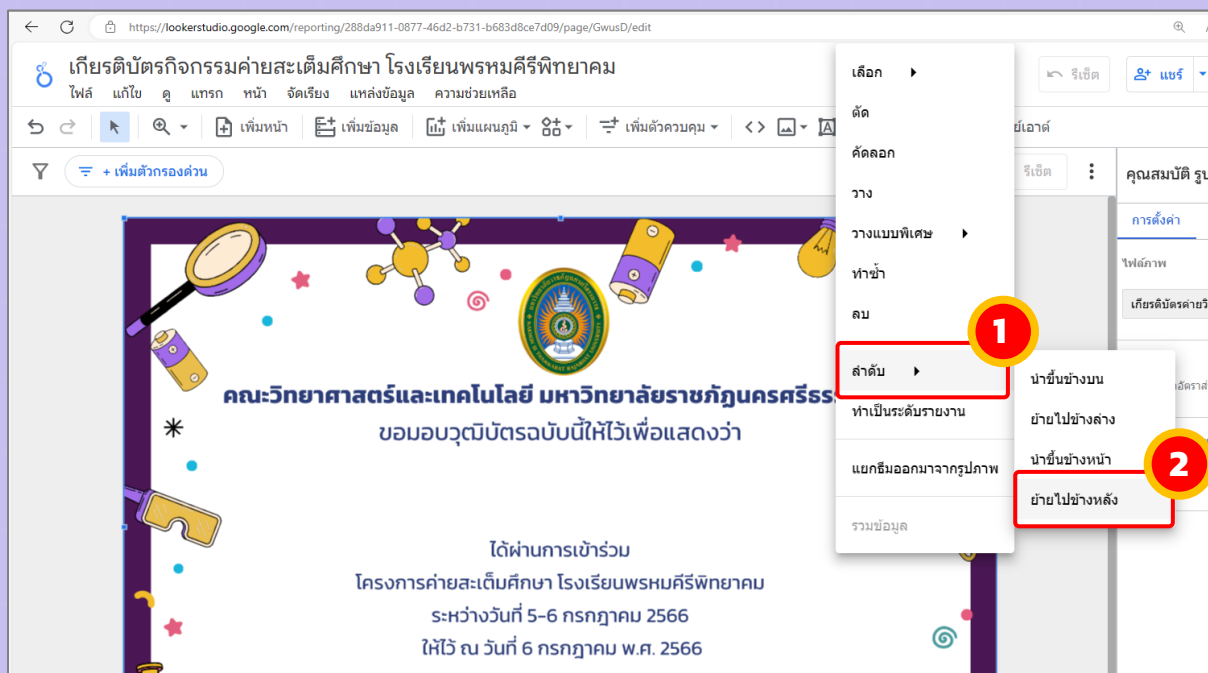 https://lookerstudio.google.com/reporting/288da911-0877-46d2-b731-b683d8ce7d09/page/GwusD/edit
เกียรติบัตรกิจกรรมค่ายสะเต็มศึกษา โรงเรียนพรหมคีรีพิทยาคม
ไฟล์ แก้ไข ดู แทรก หน้า จัดเรียง แหล่งข้อมูล ความช่วยเหลือ
รีเซ็ต
แชร์
เพิ่มหน้า
เพิ่มข้อมูล
เพิ่มแผนภูมิ
เพิ่มตัวควบคุม
+ เพิ่มตัวกรองด่วน
รีเซ็ต
เลือก
ตัด
คัดลอก
วาง
วางแบบพิเศษ
ทำซ้ำ
ลบ
ลำดับ
ทำเป็นระดับรายงาน
แยกธีมออกมาจากรูปภาพ
รวมข้อมูล
1
นำขึ้นข้างบน
ย้ายไปข้างล่าง
นำขึ้นข้างหน้า
ย้ายไปข้างหลัง
2
คุณสมบัติ รูป
การตั้งค่า
ไฟล์ภาพ
เกียรติบัตรค่ายวิ
คณะวิทยาศาสตร์และเทคโนโลยี มหาวิทยาลัยราชภัฏนครศรีธร
ขอมอบวุฒิบัตรฉบับนี้ให้ไว้เพื่อแสดงว่า
ได้ผ่านการเข้าร่วม
โครงการค่ายสะเต็มศึกษา โรงเรียนพรหมคีรีพิทยาคม
ระหว่างวันที่ 5-6 กรกฎาคม 2566
ให้ไว้ ณ วันที่ 6 กรกฎาคม พ.ศ. 2566